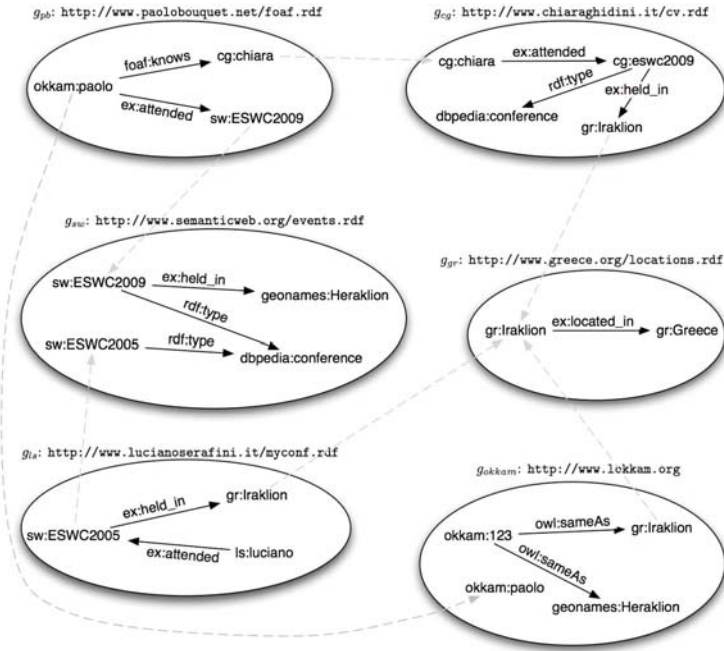 g_pb: http://www.paolobouquet.net/foaf.rdf
okkam:paolo
foaf:knows
cg:chiara
ex:attended
sw:ESWC2009
g_cg: http://www.chiaraghidini.it/cv.rdf
cg:chiara
ex:attended
cg:eswc2009
rdf:type
ex:held_in
dbpedia:conference
gr:Iraklion
g_sw: http://www.semanticweb.org/events.rdf
sw:ESWC2009
ex:held_in
geonames:Heraklion
rdf:type
sw:ESWC2005
rdf:type
dbpedia:conference
g_gr: http://www.greece.org/locations.rdf
gr:Iraklion
ex:located_in
gr:Greece
g_ls: http://www.lucianoserafini.it/myconf.rdf
ex:held_in
gr:Iraklion
sw:ESWC2005
ex:attended
ls:luciano
g_okkam: http://www.lokkam.org
okkam:123
owl:sameAs
gr:Iraklion
owl:sameAs
okkam:paolo
geonames:Heraklion